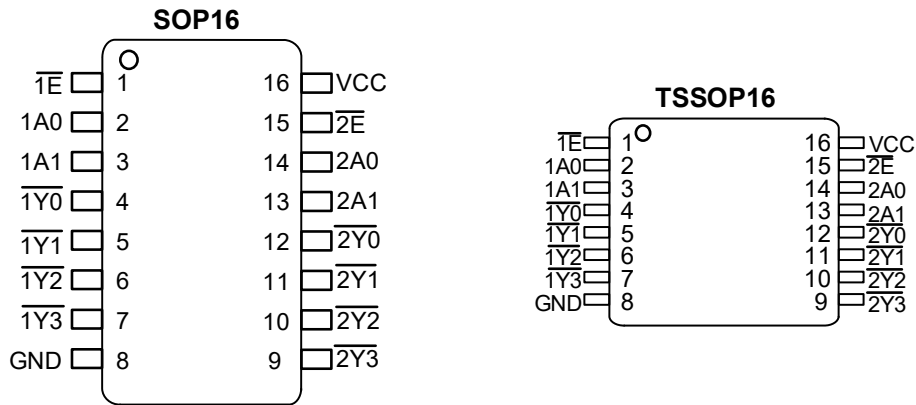 SOP16
1E 1 16 VCC
1A0 2 15 2E
1A1 3 14 2A0
1Y0 4 13 2A1
1Y1 5 12 2Y0
1Y2 6 11 2Y1
1Y3 7 10 2Y2
GND 8 9 2Y3
TSSOP16
1E 1 16 VCC
1A0 2 15 2E
1A1 3 14 2A0
1Y0 4 13 2A1
1Y1 5 12 2Y0
1Y2 6 11 2Y1
1Y3 7 10 2Y2
GND 8 9 2Y3